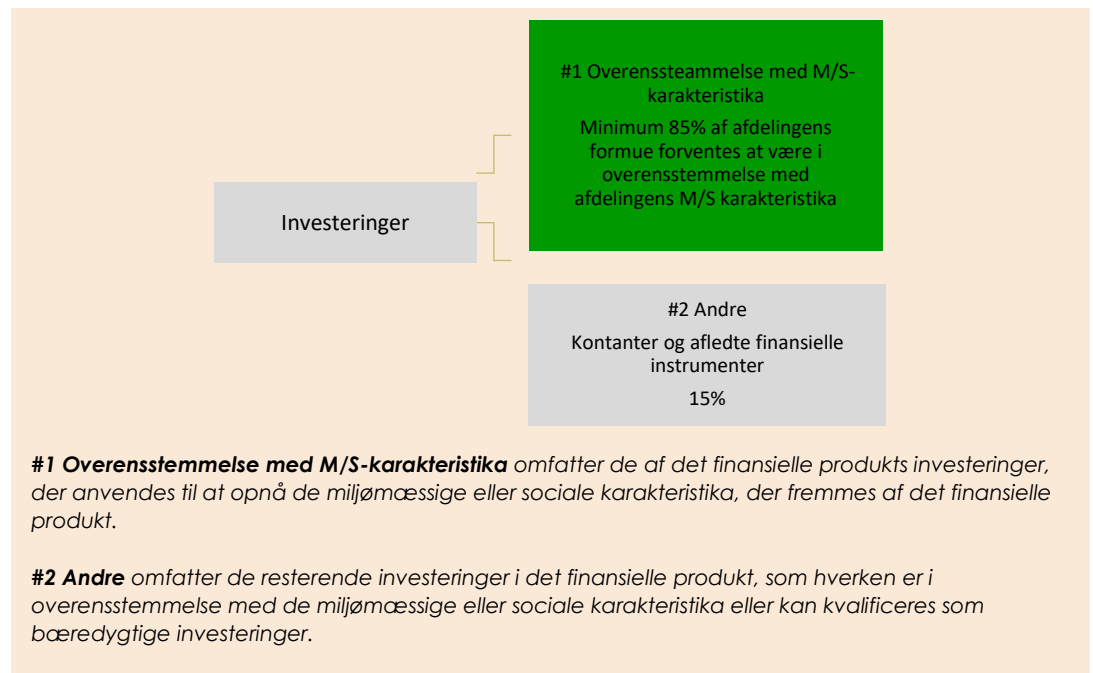 #1 Overenssteammelse med M/S-
karakteristika
Minimum 85% af afdelingens
formue forventes at være i
overensstemmelse med
afdelingens M/S karakteristika
Investeringer
#2 Andre
Kontanter og afledte finansielle
instrumenter
15%
#1 Overensstemmelse med M/S-karakteristika omfatter de af det finansielle produkts investeringer,
der anvendes til at opnå de miljømæssige eller sociale karakteristika, der fremmes af det finansielle
produkt.
#2 Andre omfatter de resterende investeringer i det finansielle produkt, som hverken er i
overensstemmelse med de miljømæssige eller sociale karakteristika eller kan kvalificeres som
bæredygtige investeringer.